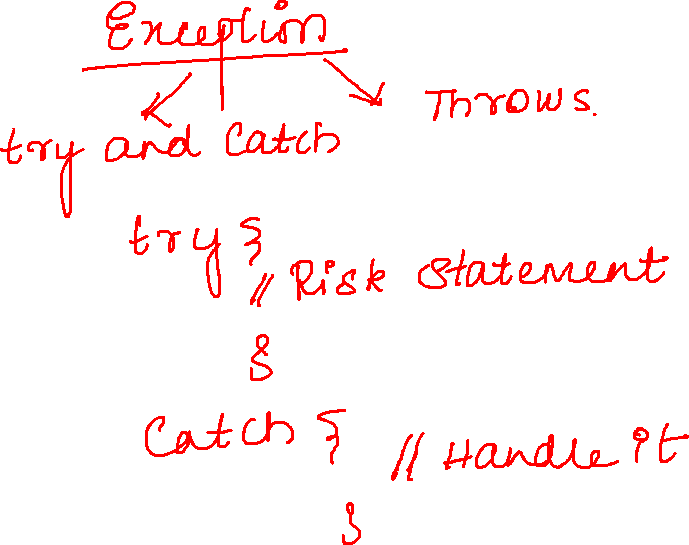 Exception
Throws.
try and Catch
try {
// Risk Statement
}
Catch { // Handle it
}